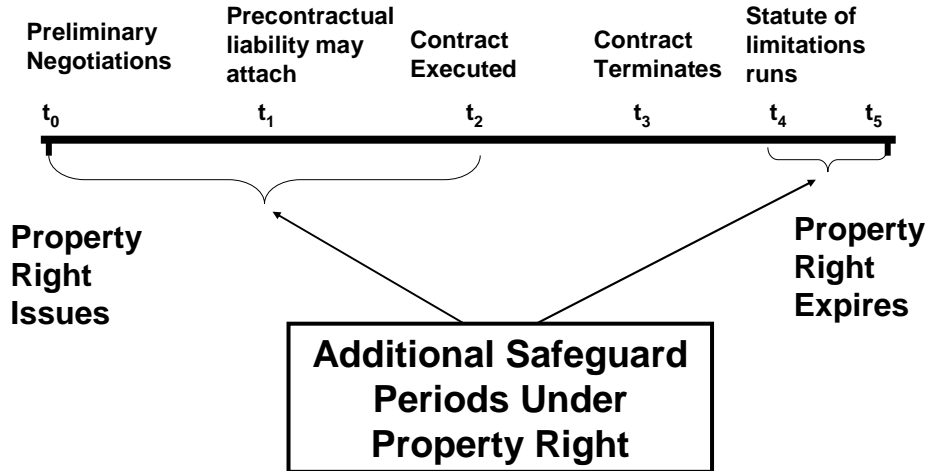 Preliminary
Negotiations
Precontractual
liability may
attach
Contract
Executed
Contract
Terminates
Statute of
limitations
runs
t0
t1
t2
t3
t4
t5
Property
Right
Issues
Property
Right
Expires
Additional Safeguard
Periods Under
Property Right